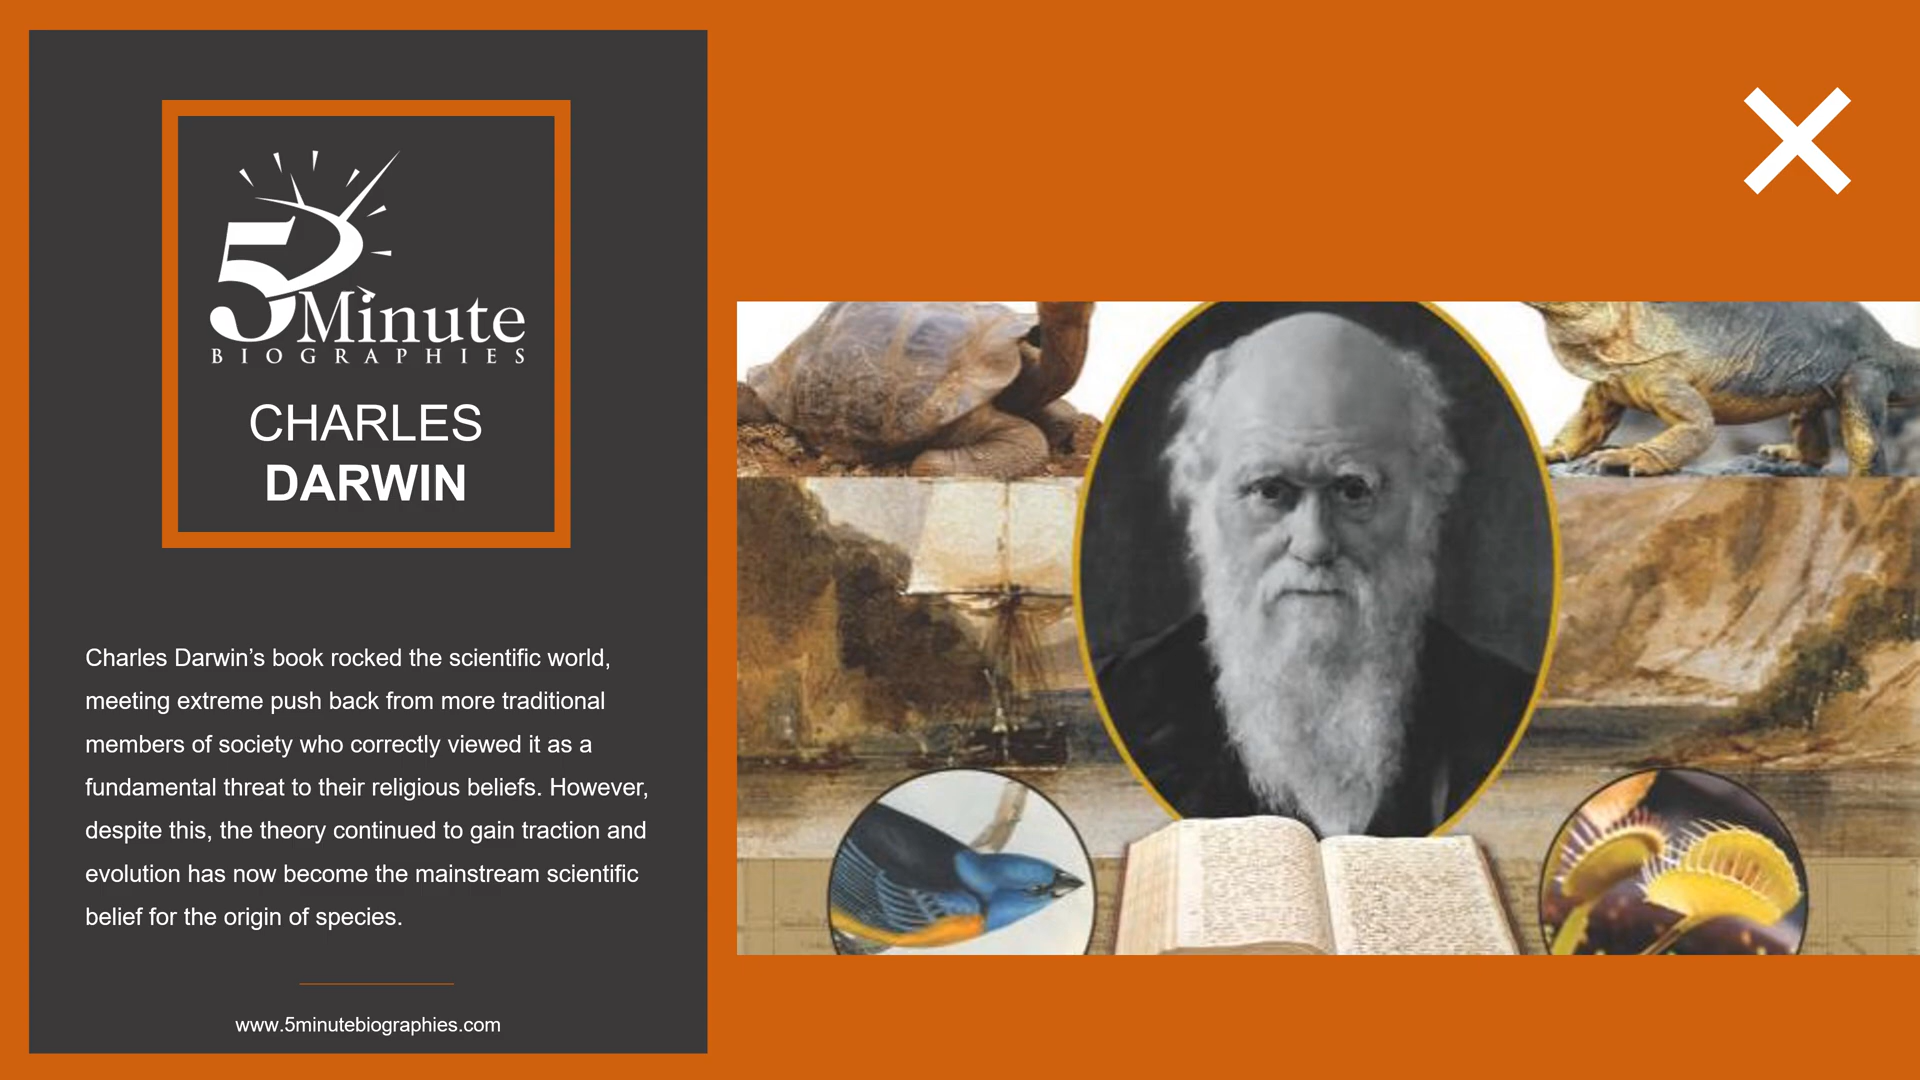 5 Minute
BIOGRAPHIES
CHARLES
DARWIN
Charles Darwin’s book rocked the scientific world,
meeting extreme push back from more traditional
members of society who correctly viewed it as a
fundamental threat to their religious beliefs. However,
despite this, the theory continued to gain traction and
evolution has now become the mainstream scientific
belief for the origin of species.
www.5minutebiographies.com